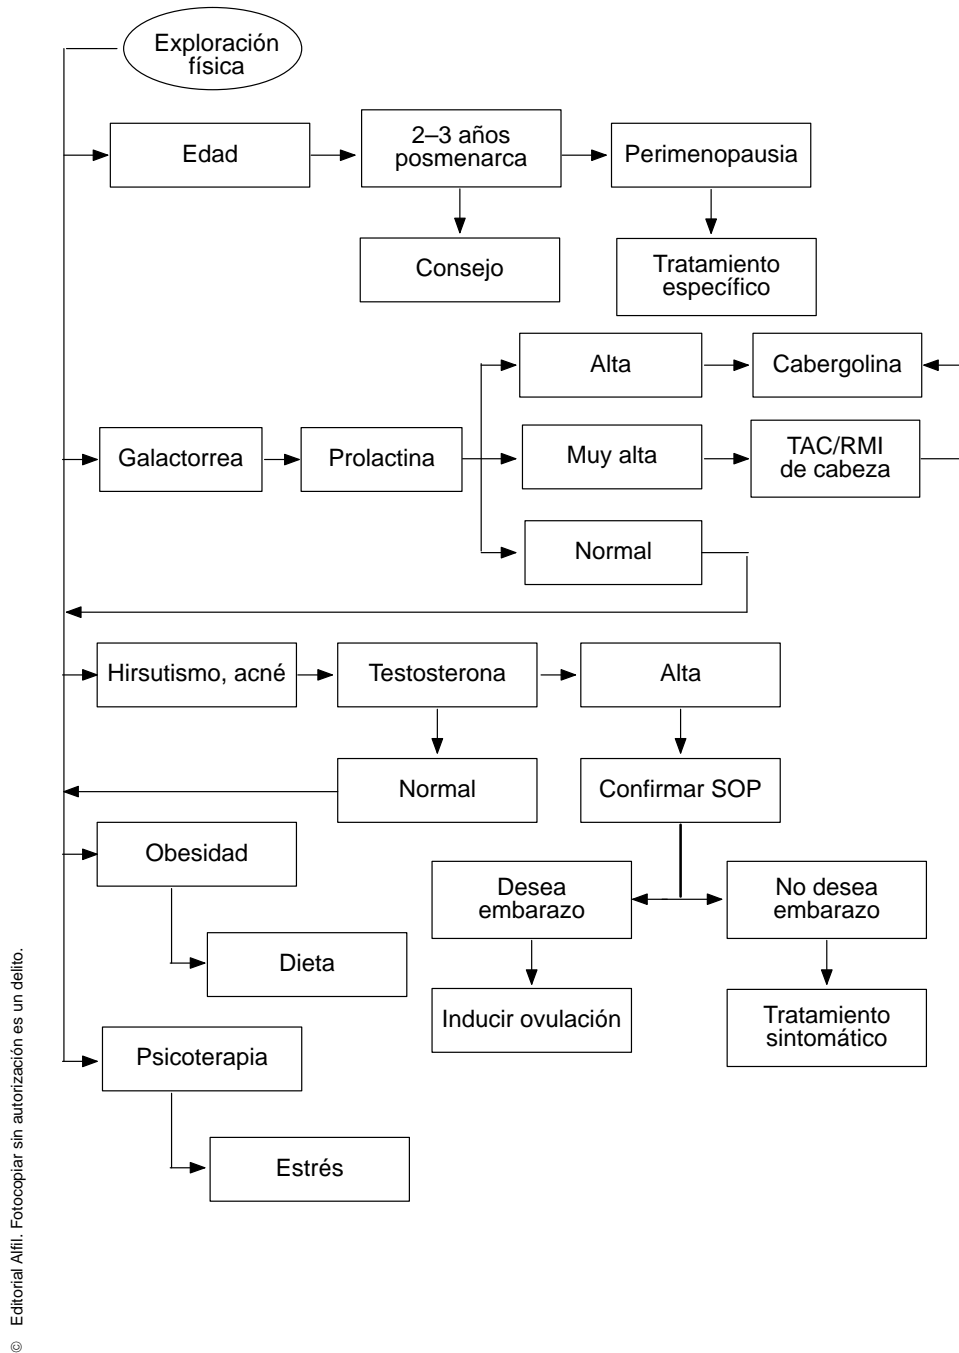 Exploración
física
Edad
2–3 años
posmenarca
Perimenopausia
Consejo
Tratamiento
específico
Alta
Cabergolina
Galactorrea
Prolactina
Muy alta
TAC/RMI
de cabeza
Normal
Hirsutismo, acné
Testosterona
Alta
Normal
Confirmar SOP
Obesidad
Desea
embarazo
No desea
embarazo
Dieta
Inducir ovulación
Tratamiento
sintomático
Psicoterapia
Estrés
© Editorial Alfil. Fotocopiar sin autorización es un delito.